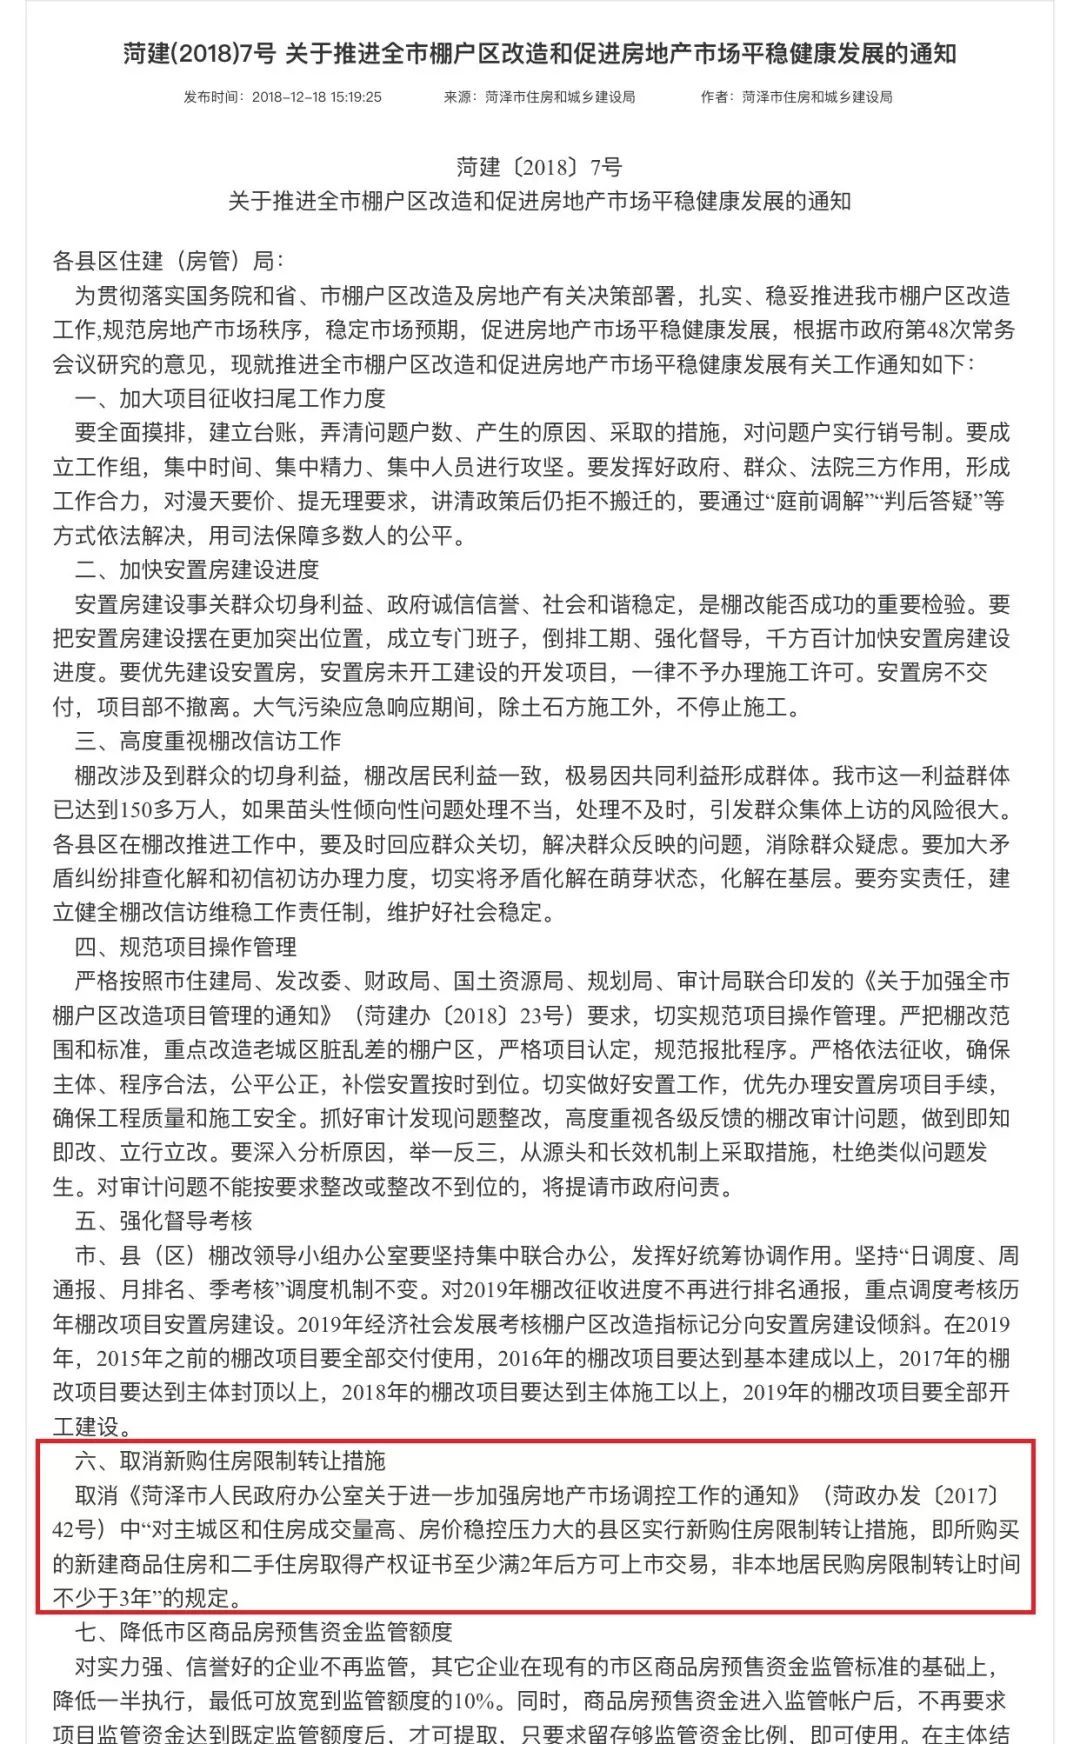 菏建(2018)7号 关于推进全市棚户区改造和促进房地产市场平稳健康发展的通知
发布时间：2018-12-18 15:19:25 来源：菏泽市住房和城乡建设局 作者：菏泽市住房和城乡建设局
菏建〔2018〕7号
关于推进全市棚户区改造和促进房地产市场平稳健康发展的通知
各县区住建（房管）局：
为贯彻落实国务院和省、市棚户区改造及房地产有关决策部署，扎实、稳妥推进我市棚户区改造
工作,规范房地产市场秩序，稳定市场预期，促进房地产市场平稳健康发展，根据市政府第48次常务
会议研究的意见，现就推进全市棚户区改造和促进房地产市场平稳健康发展有关工作通知如下：
一、加大项目征收扫尾工作力度
要全面摸排，建立台账，弄清问题户数、产生的原因、采取的措施，对问题户实行销号制。要成
立工作组，集中时间、集中精力、集中人员进行攻坚。要发挥好政府、群众、法院三方作用，形成
工作合力，对漫天要价、提无理要求，讲清政策后仍拒不搬迁的，要通过“庭前调解”“判后答疑”等
方式依法解决，用司法保障多数人的公平。
二、加快安置房建设进度
安置房建设事关群众切身利益、政府诚信信誉、社会和谐稳定，是棚改能否成功的重要检验。要
把安置房建设摆在更加突出位置，成立专门班子，倒排工期、强化督导，千方百计加快安置房建设
进度。要优先建设安置房，安置房未开工建设的开发项目，一律不予办理施工许可。安置房不交
付，项目部不撤离。大气污染应急响应期间，除土石方施工外，不停止施工。
三、高度重视棚改信访工作
棚改涉及到群众的切身利益，棚改居民利益一致，极易因共同利益形成群体。我市这一利益群体
已达到150多万人，如果苗头性倾向性问题处理不当，处理不及时，引发群众集体上访的风险很大。
各县区在棚改推进工作中，要及时回应群众关切，解决群众反映的问题，消除群众疑虑。要加大矛
盾纠纷排查化解和初信初访办理力度，切实将矛盾化解在萌芽状态，化解在基层。要夯实责任，建
立健全棚改信访维稳工作责任制，维护好社会稳定。
四、规范项目操作管理
严格按照市住建局、发改委、财政局、国土资源局、规划局、审计局联合印发的《关于加强全市
棚户区改造项目管理的通知》（菏建办〔2018〕23号）要求，切实规范项目操作管理。严把棚改范
围和标准，重点改造老城区脏乱差的棚户区，严格项目认定，规范报批程序。严格依法征收，确保
主体、程序合法，公平公正，补偿安置按时到位。切实做好安置工作，优先办理安置房项目手续，
确保工程质量和施工安全。抓好审计发现问题整改，高度重视各级反馈的棚改审计问题，做到即知
即改、立行立改。要深入分析原因，举一反三，从源头和长效机制上采取措施，杜绝类似问题发
生。对审计问题不能按要求整改或整改不到位的，将提请市政府问责。
五、强化督导考核
市、县（区）棚改领导小组办公室要坚持集中联合办公，发挥好统筹协调作用。坚持“日调度、周
通报、月排名、季考核”调度机制不变。对2019年棚改征收进度不再进行排名通报，重点调度考核历
年棚改项目安置房建设。2019年经济社会发展考核棚户区改造指标记分向安置房建设倾斜。在2019
年，2015年之前的棚改项目要全部交付使用，2016年的棚改项目要达到基本建成以上，2017年的棚
改项目要达到主体封顶以上，2018年的棚改项目要达到主体施工以上，2019年的棚改项目要全部开
工建设。
六、取消新购住房限制转让措施
取消《菏泽市人民政府办公室关于进一步加强房地产市场调控工作的通知》（菏政办发〔2017〕
42号）中“对主城区和住房成交量高、房价稳控压力大的县区实行新购住房限制转让措施，即所购买
的新建商品住房和二手住房取得产权证书至少满2年后方可上市交易，非本地居民购房限制转让时间
不少于3年”的规定。
七、降低市区商品房预售资金监管额度
对实力强、信誉好的企业不再监管，其它企业在现有的市区商品房预售资金监管标准的基础上，
降低一半执行，最低可放宽到监管额度的10%。同时，商品房预售资金进入监管帐户后，不再要求
项目监管资金达到既定监管额度后，才可提取，只要求留存够监管资金比例，即可使用。在主体结